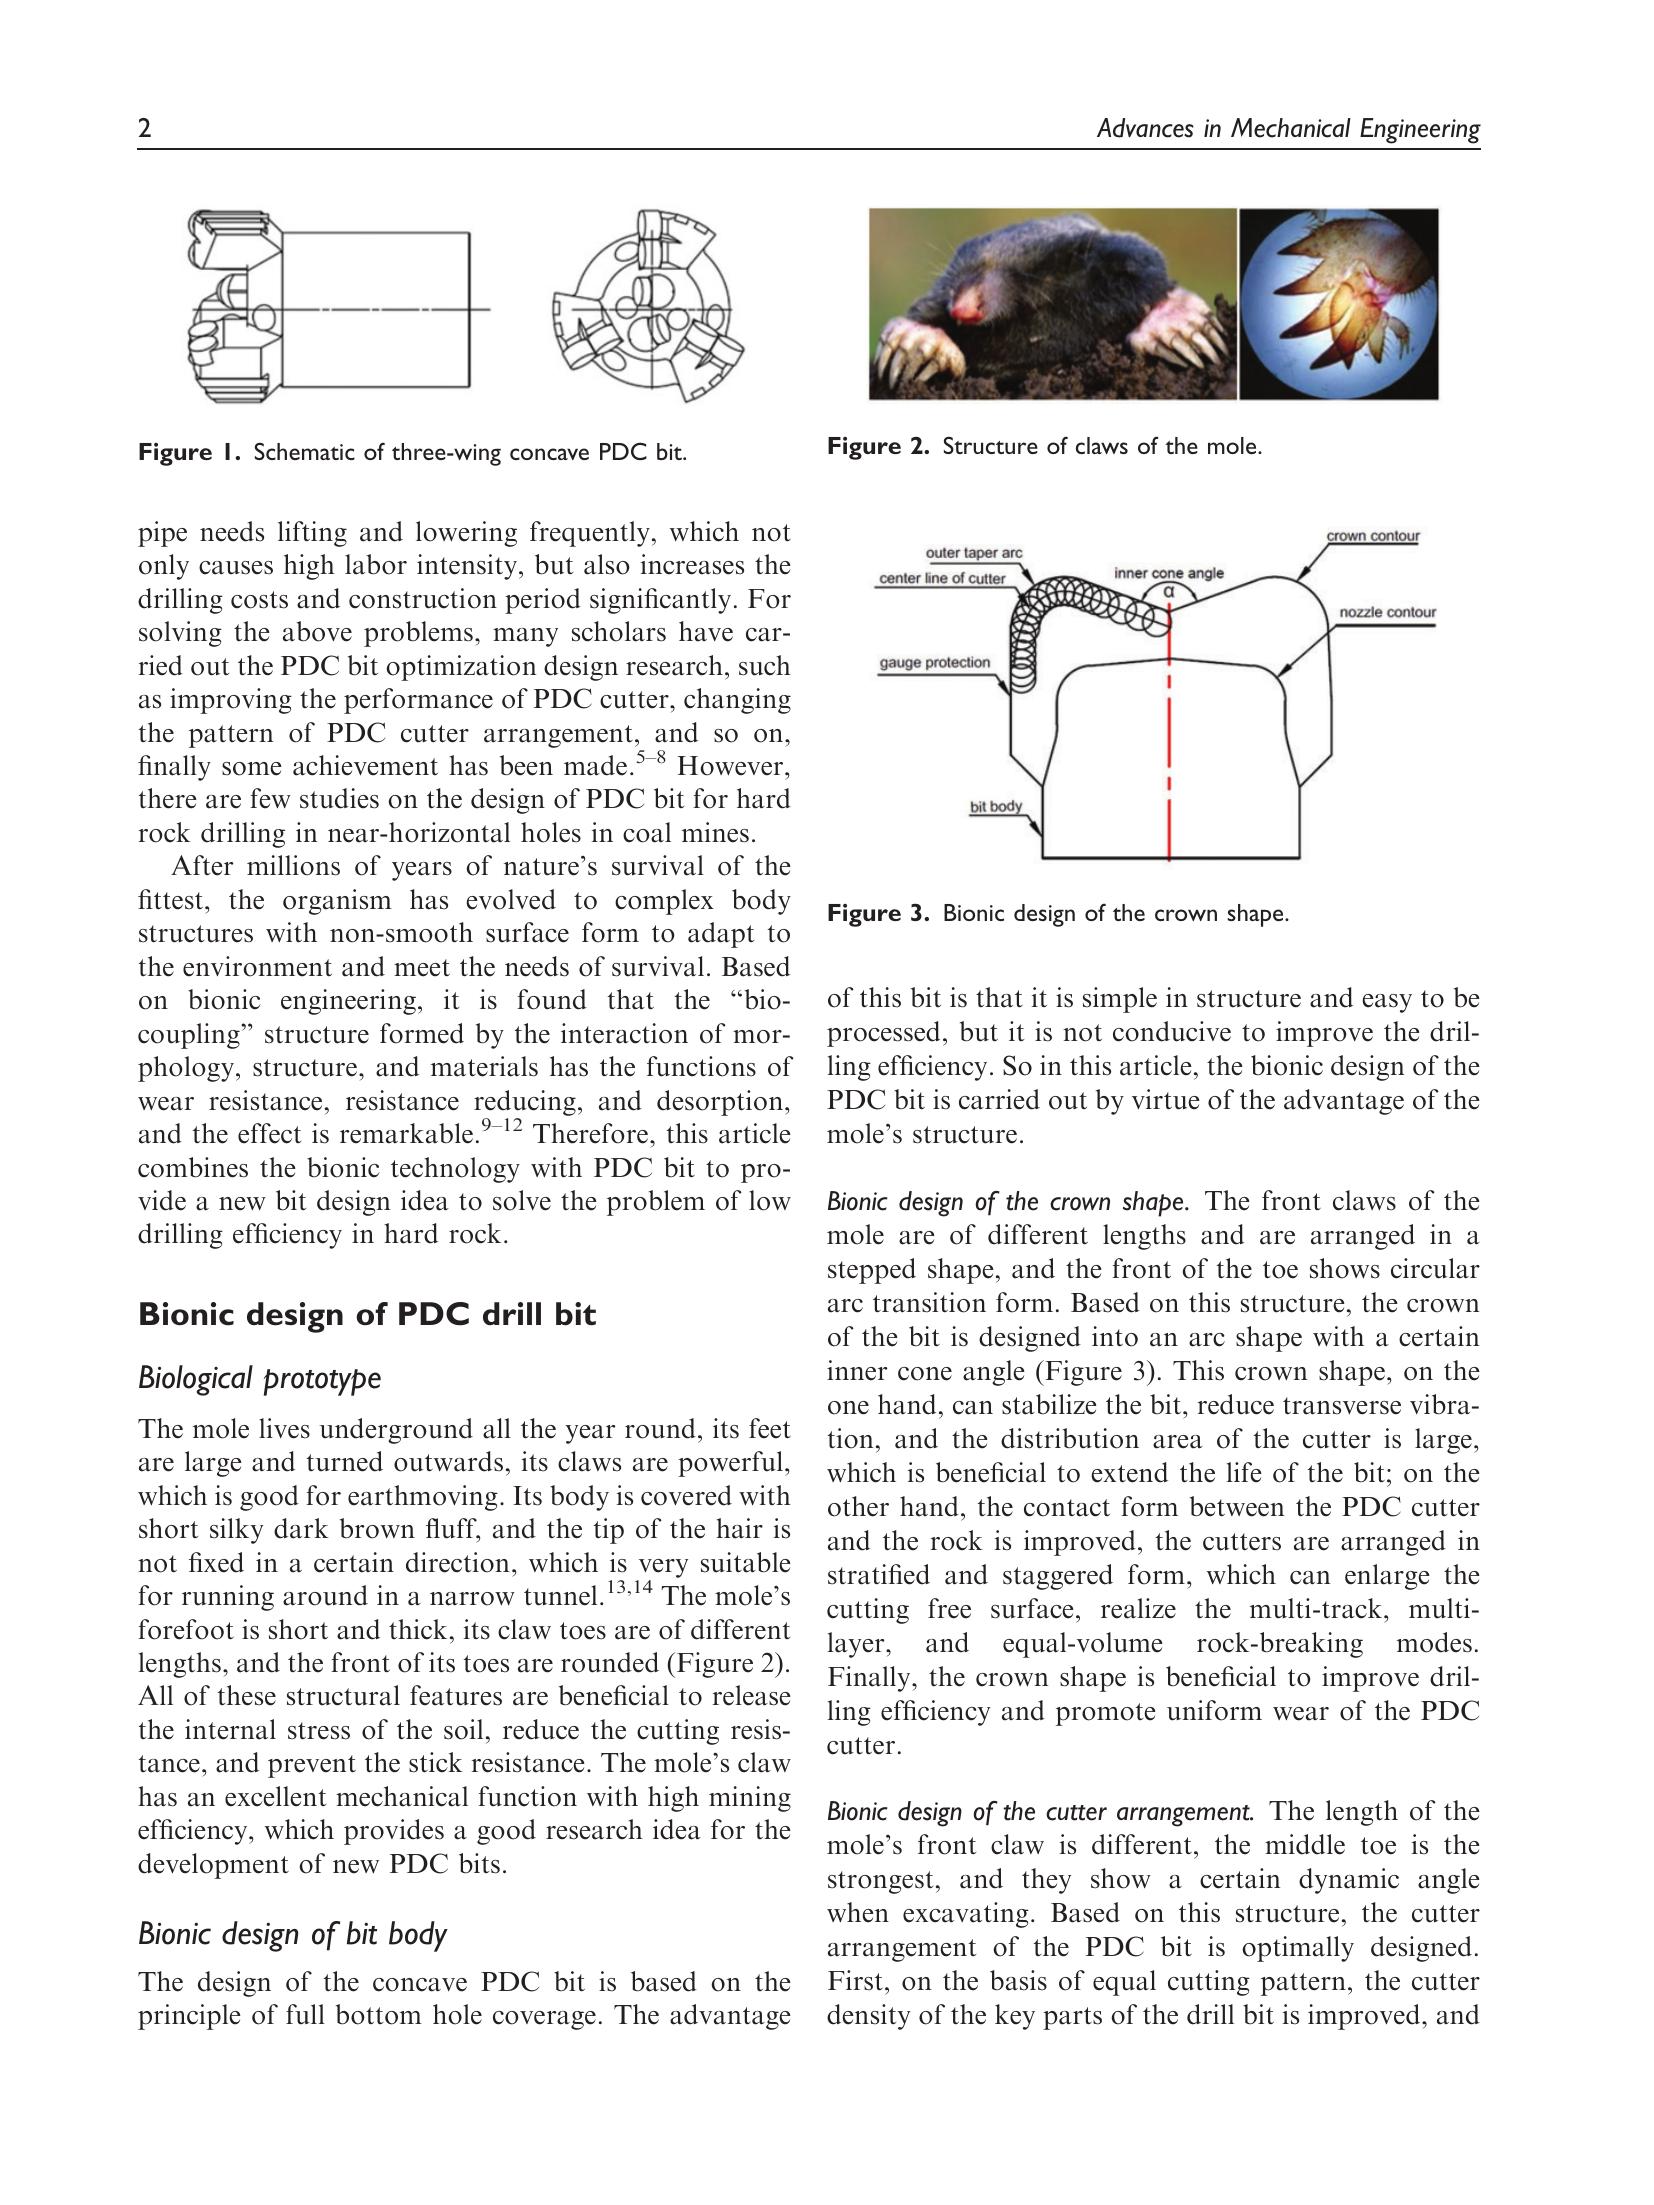 2
Advances in Mechanical Engineering
Figure 1. Schematic of three-wing concave PDC bit.
pipe needs lifting and lowering frequently, which not
only causes high labor intensity, but also increases the
drilling costs and construction period significantly. For
solving the above problems, many scholars have car-
ried out the PDC bit optimization design research, such
as improving the performance of PDC cutter, changing
the pattern of PDC cutter arrangement, and so on,
finally some achievement has been made.5–8 However,
there are few studies on the design of PDC bit for hard
rock drilling in near-horizontal holes in coal mines.
After millions of years of nature's survival of the
fittest, the organism has evolved to complex body
structures with non-smooth surface form to adapt to
the environment and meet the needs of survival. Based
on bionic engineering, it is found that the “bio-
coupling” structure formed by the interaction of mor-
phology, structure, and materials has the functions of
wear resistance, resistance reducing, and desorption,
and the effect is remarkable.9–12 Therefore, this article
combines the bionic technology with PDC bit to pro-
vide a new bit design idea to solve the problem of low
drilling efficiency in hard rock.
Bionic design of PDC drill bit
Biological prototype
The mole lives underground all the year round, its feet
are large and turned outwards, its claws are powerful,
which is good for earthmoving. Its body is covered with
short silky dark brown fluff, and the tip of the hair is
not fixed in a certain direction, which is very suitable
for running around in a narrow tunnel.13,14 The mole's
forefoot is short and thick, its claw toes are of different
lengths, and the front of its toes are rounded (Figure 2).
All of these structural features are beneficial to release
the internal stress of the soil, reduce the cutting resis-
tance, and prevent the stick resistance. The mole's claw
has an excellent mechanical function with high mining
efficiency, which provides a good research idea for the
development of new PDC bits.
Bionic design of bit body
The design of the concave PDC bit is based on the
principle of full bottom hole coverage. The advantage
Figure 2. Structure of claws of the mole.
crown contour
outer taper arc
inner cone angle
center line of cutter
α
nozzle contour
gauge protection
bit body
Figure 3. Bionic design of the crown shape.
of this bit is that it is simple in structure and easy to be
processed, but it is not conducive to improve the dril-
ling efficiency. So in this article, the bionic design of the
PDC bit is carried out by virtue of the advantage of the
mole's structure.
Bionic design of the crown shape. The front claws of the
mole are of different lengths and are arranged in a
stepped shape, and the front of the toe shows circular
arc transition form. Based on this structure, the crown
of the bit is designed into an arc shape with a certain
inner cone angle (Figure 3). This crown shape, on the
one hand, can stabilize the bit, reduce transverse vibra-
tion, and the distribution area of the cutter is large,
which is beneficial to extend the life of the bit; on the
other hand, the contact form between the PDC cutter
and the rock is improved, the cutters are arranged in
stratified and staggered form, which can enlarge the
cutting free surface, realize the multi-track, multi-
layer, and equal-volume rock-breaking modes.
Finally, the crown shape is beneficial to improve dril-
ling efficiency and promote uniform wear of the PDC
cutter.
Bionic design of the cutter arrangement. The length of the
mole's front claw is different, the middle toe is the
strongest, and they show a certain dynamic angle
when excavating. Based on this structure, the cutter
arrangement of the PDC bit is optimally designed.
First, on the basis of equal cutting pattern, the cutter
density of the key parts of the drill bit is improved, and